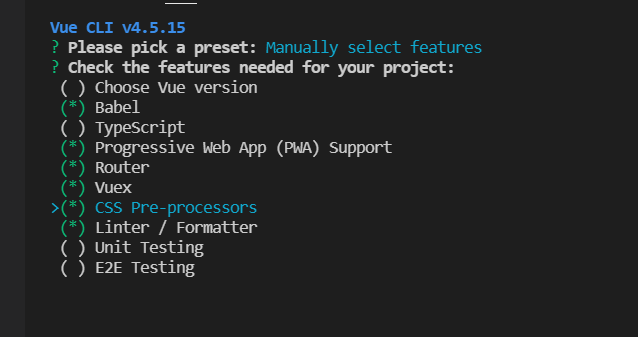 Vue CLI v4.5.15
? Please pick a preset: Manually select features
? Check the features needed for your project:
( ) Choose Vue version
(*) Babel
( ) TypeScript
(*) Progressive Web App (PWA) Support
(*) Router
(*) Vuex
>(*) CSS Pre-processors
(*) Linter / Formatter
( ) Unit Testing
( ) E2E Testing